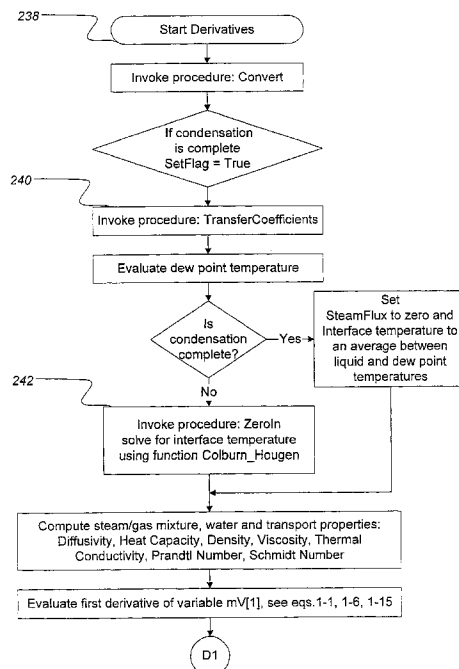 238
Start Derivatives
Invoke procedure: Convert
If condensation
is complete
SetFlag = True
240
Invoke procedure: TransferCoefficients
Evaluate dew point temperature
Is
condensation
complete?
Yes
Set
SteamFlux to zero and
Interface temperature to
an average between
liquid and dew point
temperatures
No
242
Invoke procedure: ZeroIn
solve for interface temperature
using function Colburn_Hougen
Compute steam/gas mixture, water and transport properties:
Diffusivity, Heat Capacity, Density, Viscosity, Thermal
Conductivity, Prandtl Number, Schmidt Number
Evaluate first derivative of variable mV[1], see eqs.1-1, 1-6, 1-15
D1